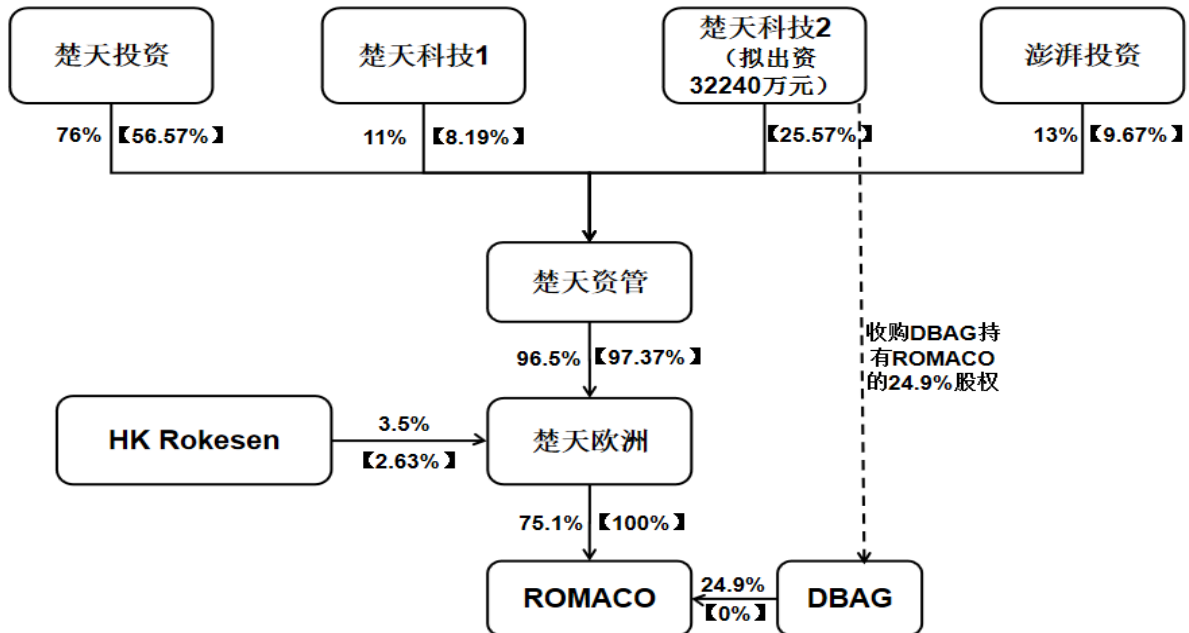 楚天投资
楚天科技1
楚天科技2
（拟出资
32240万元）
澎湃投资
76% 【56.57%】
11% 【8.19%】
【25.57%】
13% 【9.67%】
楚天资管
收购DBAG持
有ROMACO
的24.9%股权
96.5% 【97.37%】
HK Rokesen
3.5%
【2.63%】
楚天欧洲
75.1% 【100%】
ROMACO
24.9%
【0%】
DBAG